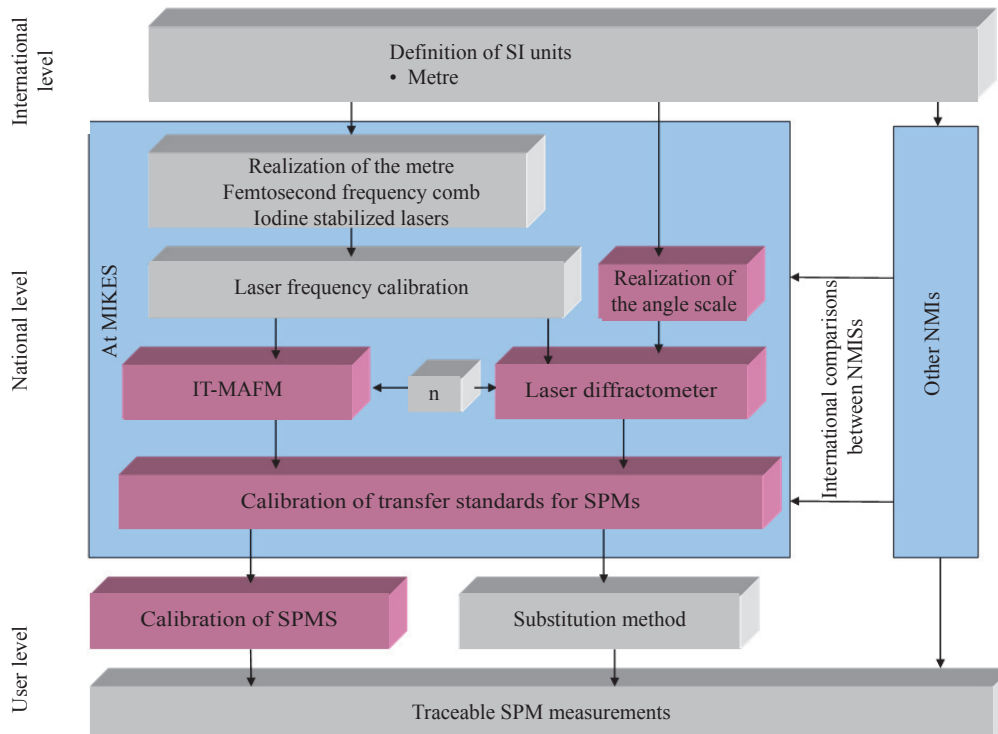 International
level
Definition of SI units
• Metre
National level
At MIKES
Realization of the metre
Femtosecond frequency comb
Iodine stabilized lasers
Laser frequency calibration
Realization of
the angle scale
IT-MAFM
n
Laser diffractometer
Calibration of transfer standards for SPMs
International comparisons
between NMISs
Other NMIs
User level
Calibration of SPMS
Substitution method
Traceable SPM measurements